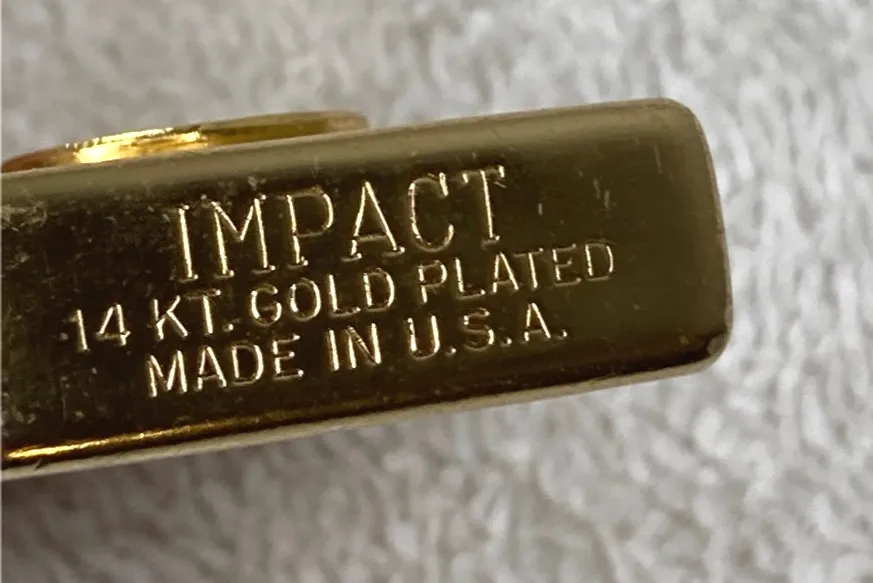 IMPACT
14 KT. GOLD PLATED
MADE IN U.S.A.